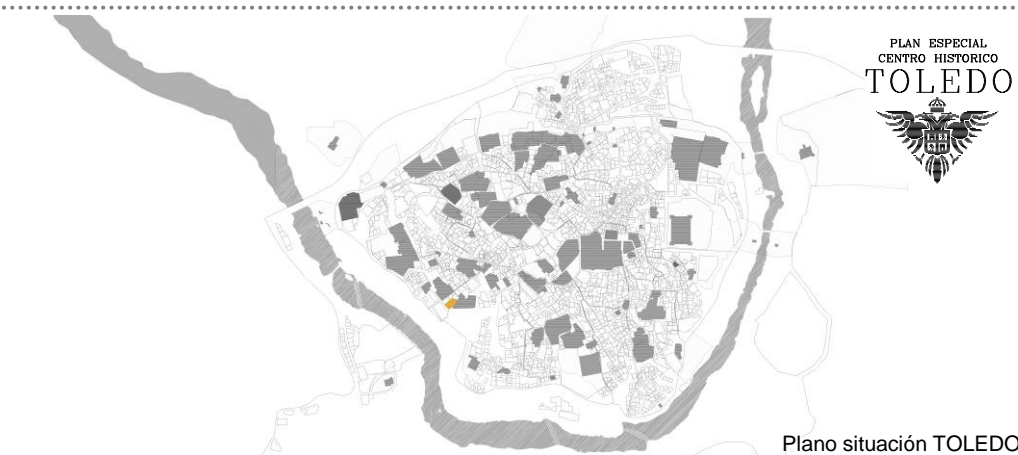 PLAN ESPECIAL
CENTRO HISTORICO
TOLEDO
Plano situación TOLEDO